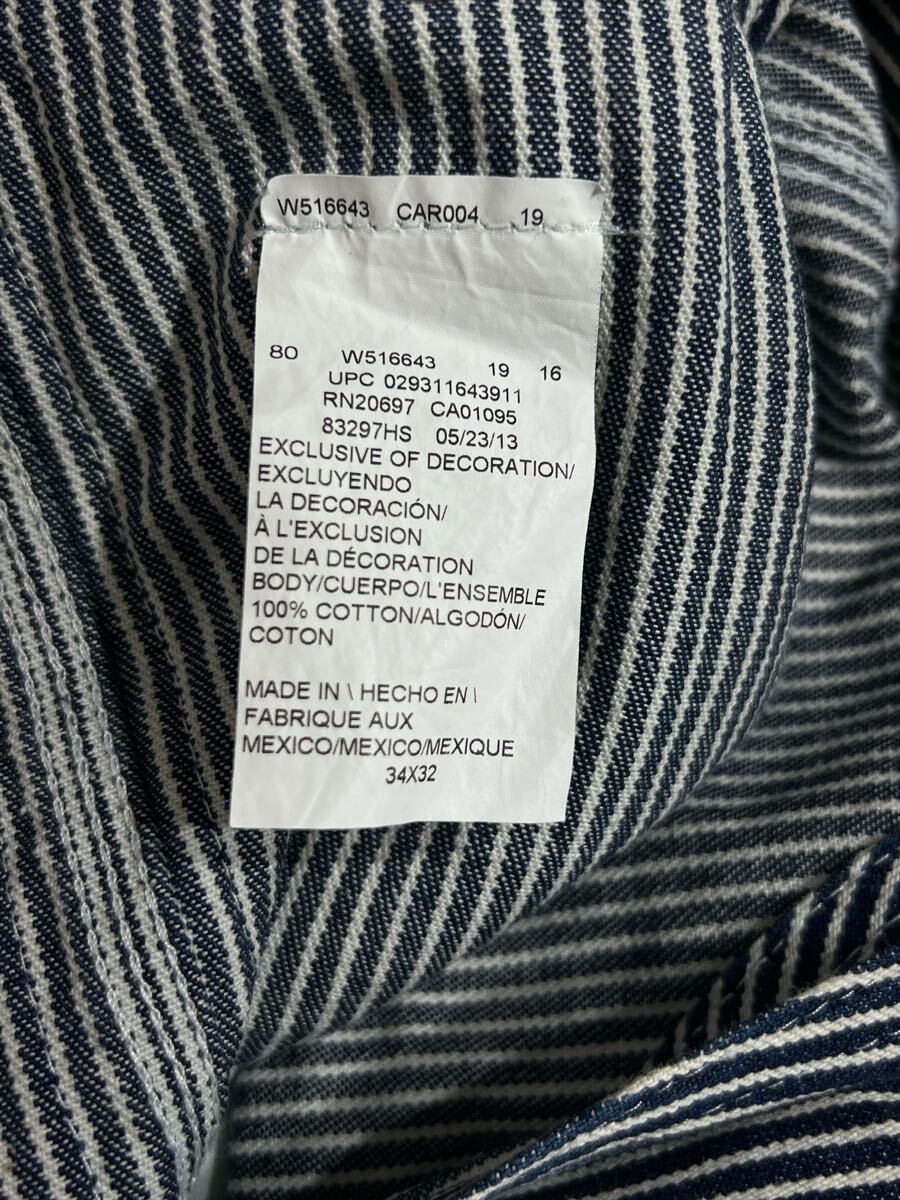 W516643 CAR004 19
80 W516643 19 16
UPC 029311643911
RN20697 CA01095
83297HS 05/23/13
EXCLUSIVE OF DECORATION/
EXCLUYENDO
LA DECORACIÓN/
À L'EXCLUSION
DE LA DÉCORATION
BODY/CUERPO/L'ENSEMBLE
100% COTTON/ALGODÓN/
COTON
MADE IN \ HECHO EN \
FABRIQUE AUX
MEXICO/MEXICO/MEXIQUE
34X32